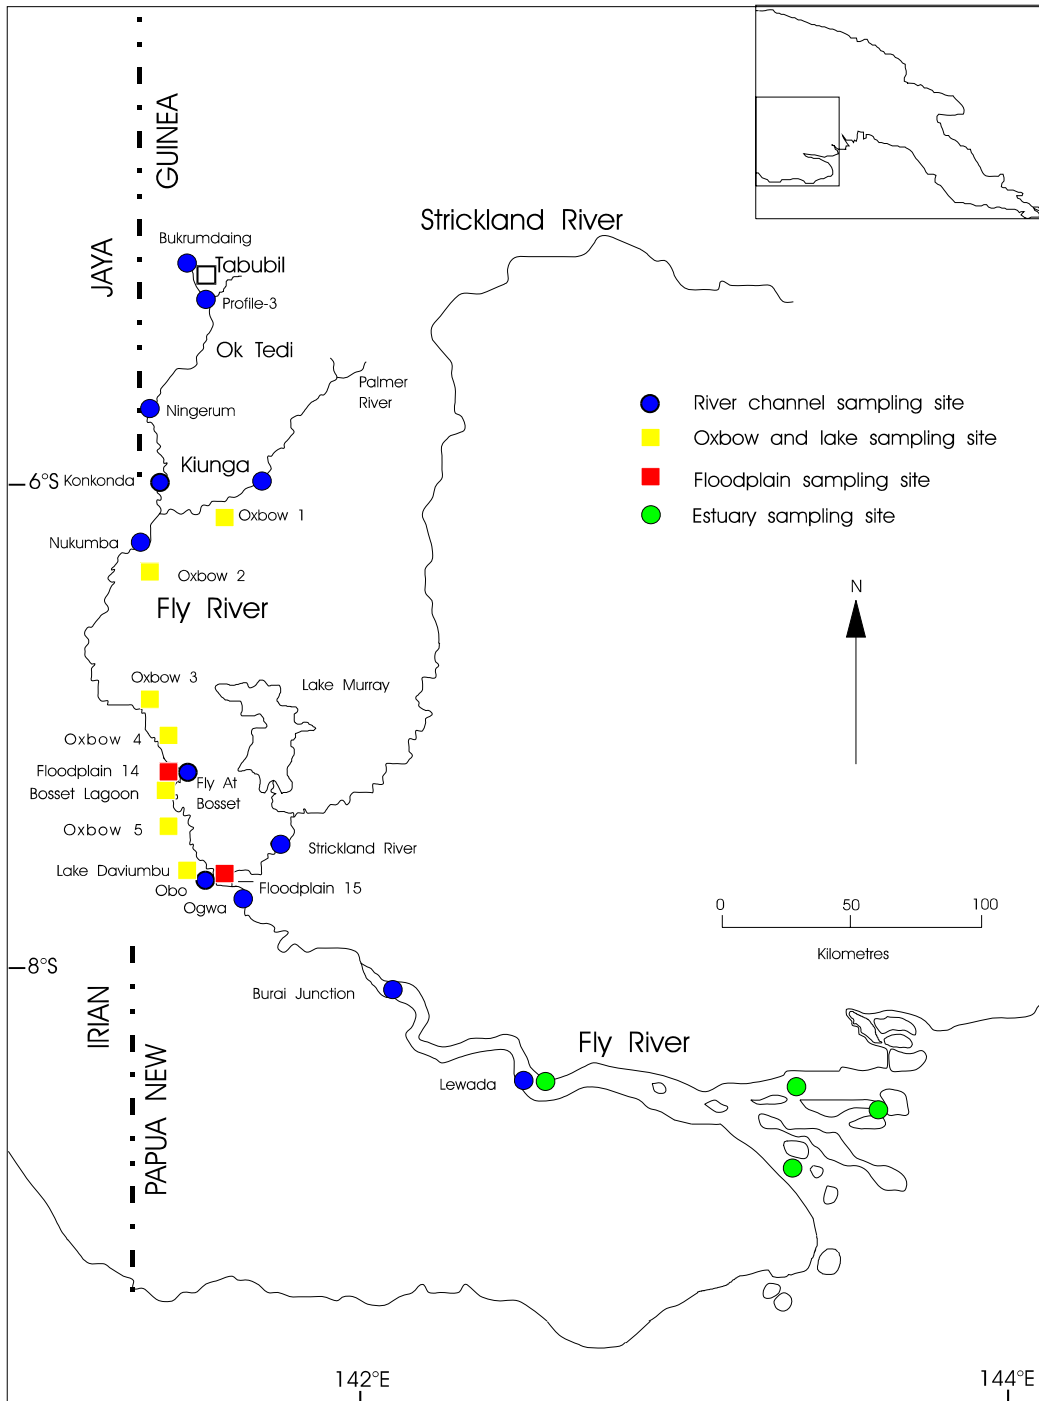 GUINEA
JAYA
Strickland River
Bukrumdaing
Tabubil
Profile-3
Ok Tedi
Palmer
River
Ningerum
River channel sampling site
Oxbow and lake sampling site
Floodplain sampling site
Estuary sampling site
Kiunga
6°S
Konkonda
Oxbow 1
Nukumba
Oxbow 2
Fly River
N
Oxbow 3
Lake Murray
Oxbow 4
Floodplain 14
Fly At
Bosset
Bosset Lagoon
Oxbow 5
Strickland River
Lake Daviumbu
Obo
Floodplain 15
Ogwa
0 50 100
Kilometres
8°S
Burai Junction
IRIAN
PAPUA NEW
Fly River
Lewada
142°E
144°E